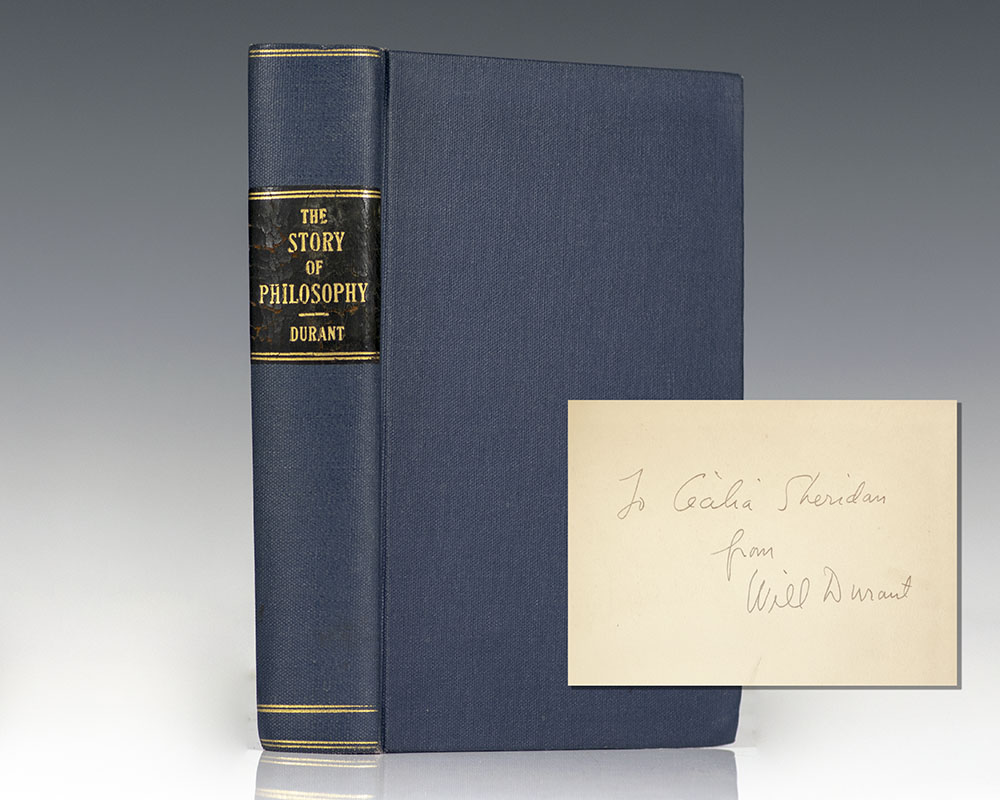 THE
STORY
OF
PHILOSOPHY
DURANT
To Cecilia Sheridan
from
Will Durant